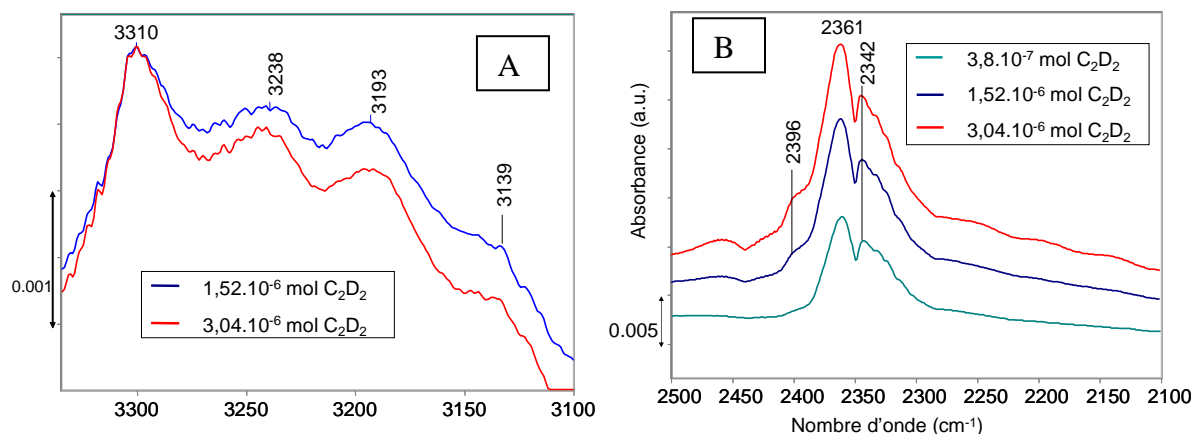 3310
A
3238
3193
3139
0.001
1,52.10⁻⁶ mol C₂D₂
3,04.10⁻⁶ mol C₂D₂
3300 3250 3200 3150 3100
B
2361
2342
2396
3,8.10⁻⁷ mol C₂D₂
1,52.10⁻⁶ mol C₂D₂
3,04.10⁻⁶ mol C₂D₂
Absorbance (a.u.)
0.005
2500 2450 2400 2350 2300 2250 2200 2150 2100
Nombre d'onde (cm⁻¹)